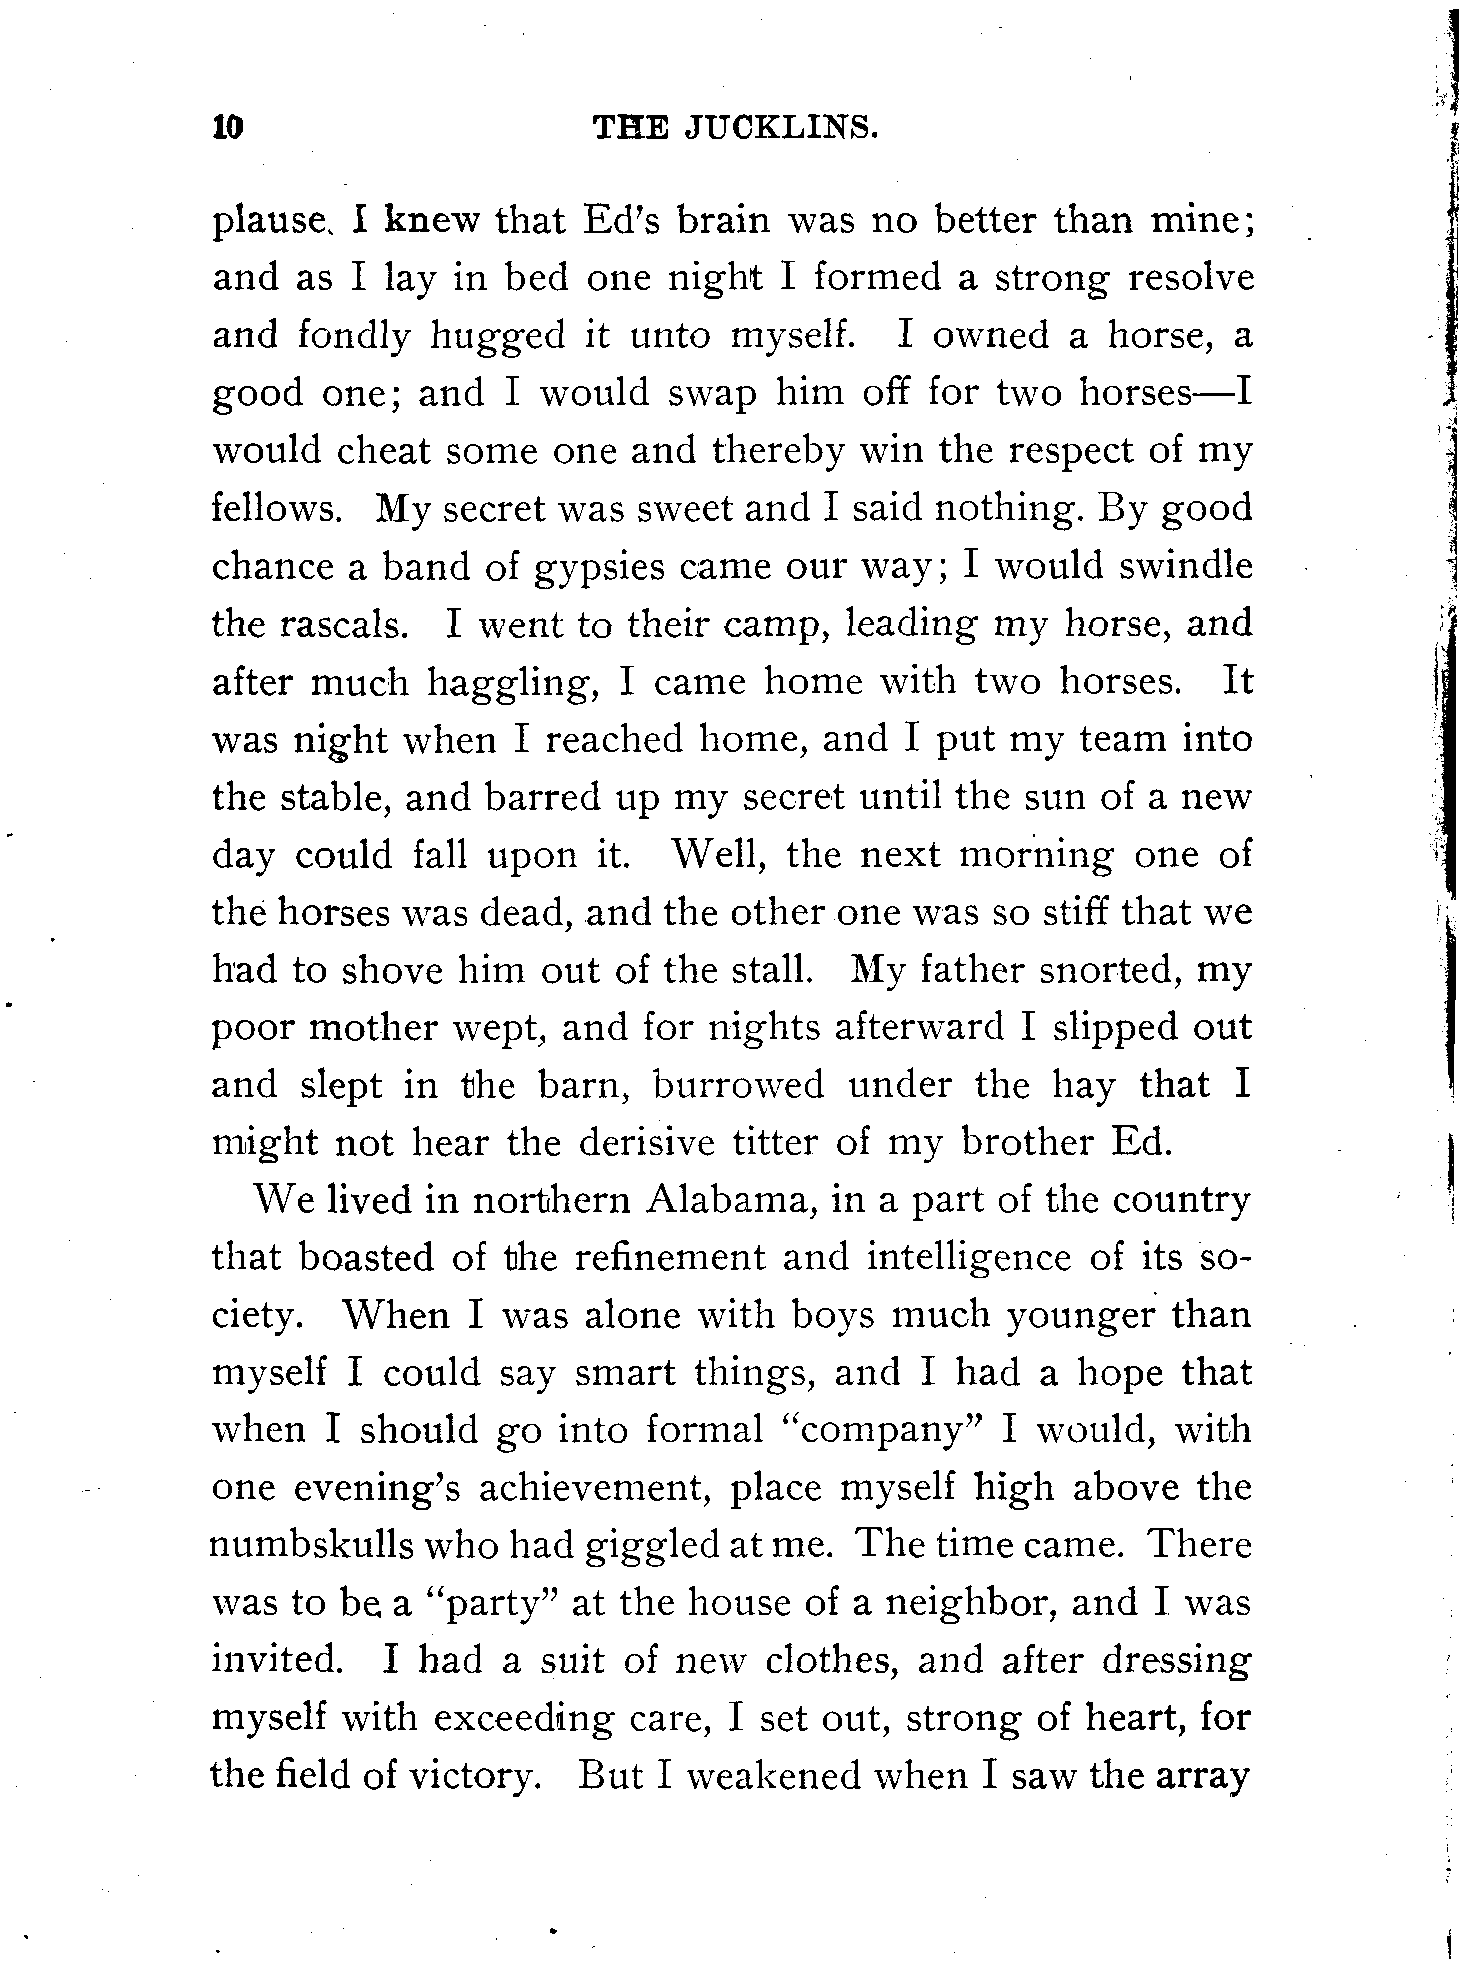 10 THE JUCKLINS.
plause. I knew that Ed's brain was no better than mine;
and as I lay in bed one night I formed a strong resolve
and fondly hugged it unto myself. I owned a horse, a
good one; and I would swap him off for two horses—I
would cheat some one and thereby win the respect of my
fellows. My secret was sweet and I said nothing. By good
chance a band of gypsies came our way; I would swindle
the rascals. I went to their camp, leading my horse, and
after much haggling, I came home with two horses. It
was night when I reached home, and I put my team into
the stable, and barred up my secret until the sun of a new
day could fall upon it. Well, the next morning one of
the horses was dead, and the other one was so stiff that we
had to shove him out of the stall. My father snorted, my
poor mother wept, and for nights afterward I slipped out
and slept in the barn, burrowed under the hay that I
might not hear the derisive titter of my brother Ed.
We lived in northern Alabama, in a part of the country
that boasted of the refinement and intelligence of its so-
ciety. When I was alone with boys much younger than
myself I could say smart things, and I had a hope that
when I should go into formal “company” I would, with
one evening's achievement, place myself high above the
numbskulls who had giggled at me. The time came. There
was to be a “party” at the house of a neighbor, and I was
invited. I had a suit of new clothes, and after dressing
myself with exceeding care, I set out, strong of heart, for
the field of victory. But I weakened when I saw the array